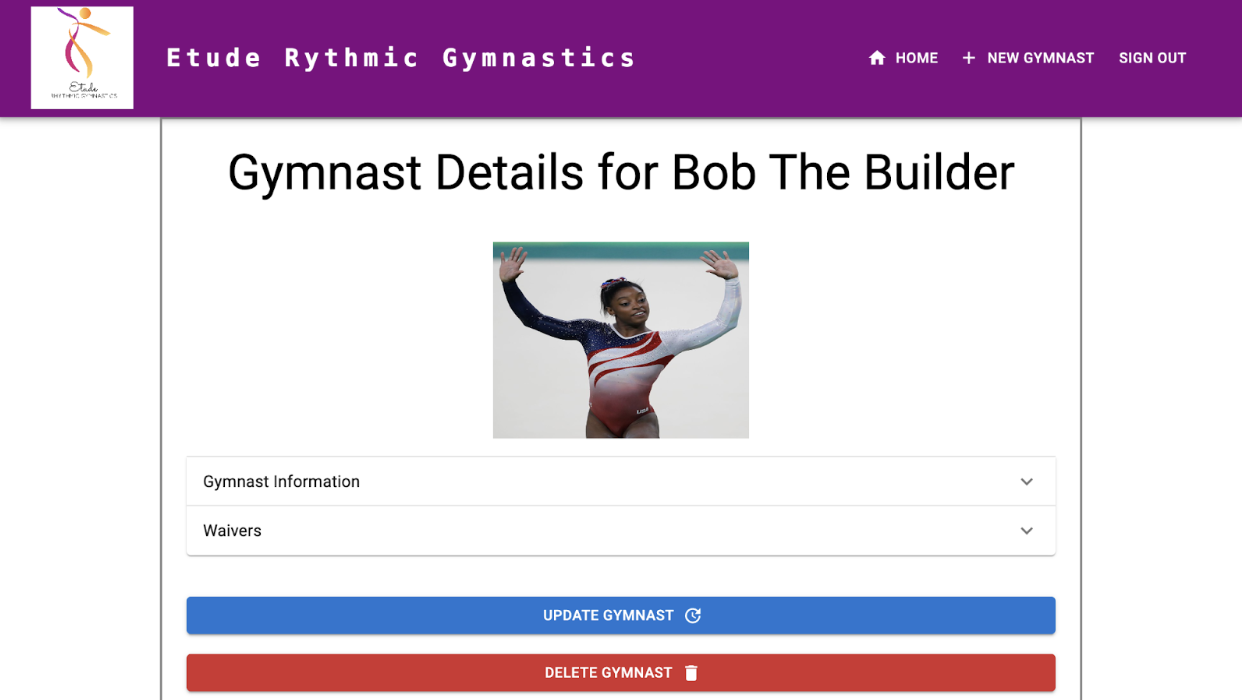 Etude
RHYTHMIC GYMNASTICS
Etude Rythmic Gymnastics
HOME
NEW GYMNAST
SIGN OUT
Gymnast Details for Bob The Builder
Gymnast Information
Waivers
UPDATE GYMNAST
DELETE GYMNAST